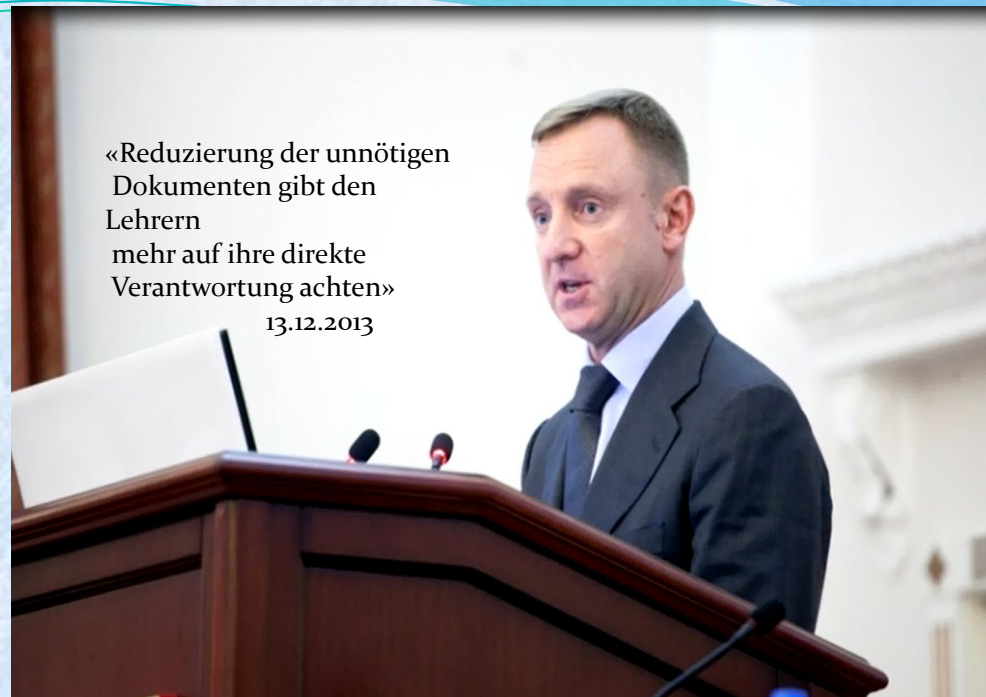 «Reduzierung der unnötigen
Dokumenten gibt den
Lehrern
mehr auf ihre direkte
Verantwortung achten»
13.12.2013